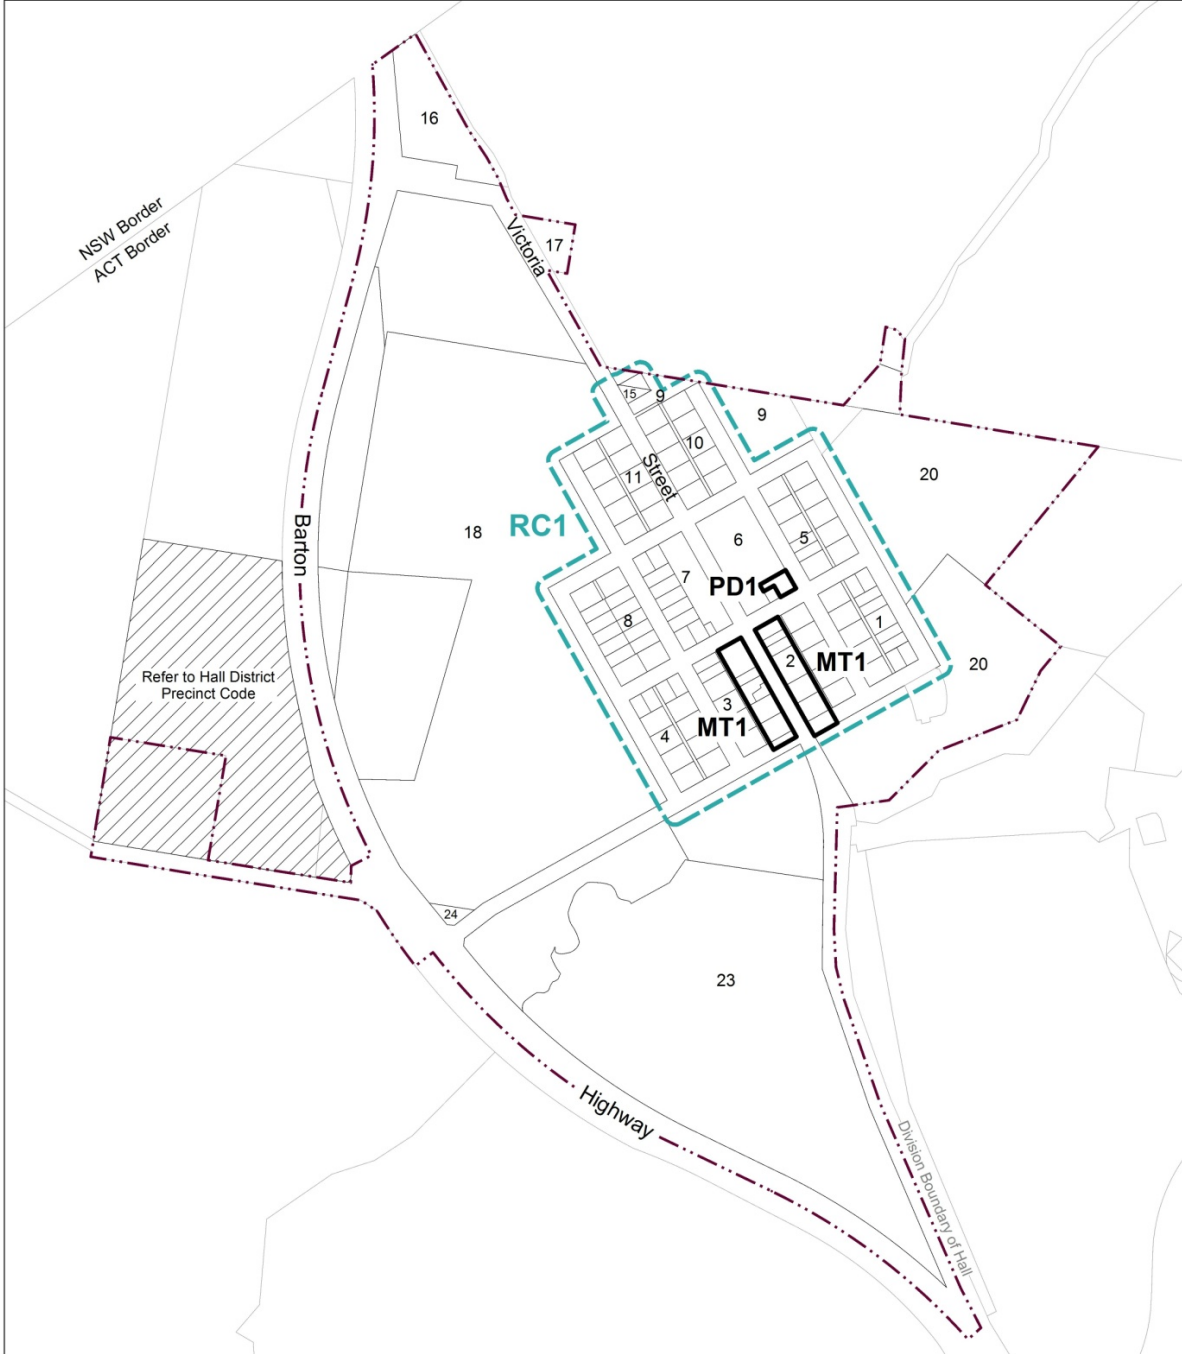 16
NSW Border
ACT Border
Victoria
17
15
9
9
10
Street
11
20
RC1
18
Barton
5
6
7
PD1
8
1
Refer to Hall District
Precinct Code
2
MT1
20
3
MT1
4
24
23
Highway
Division Boundary of Hall